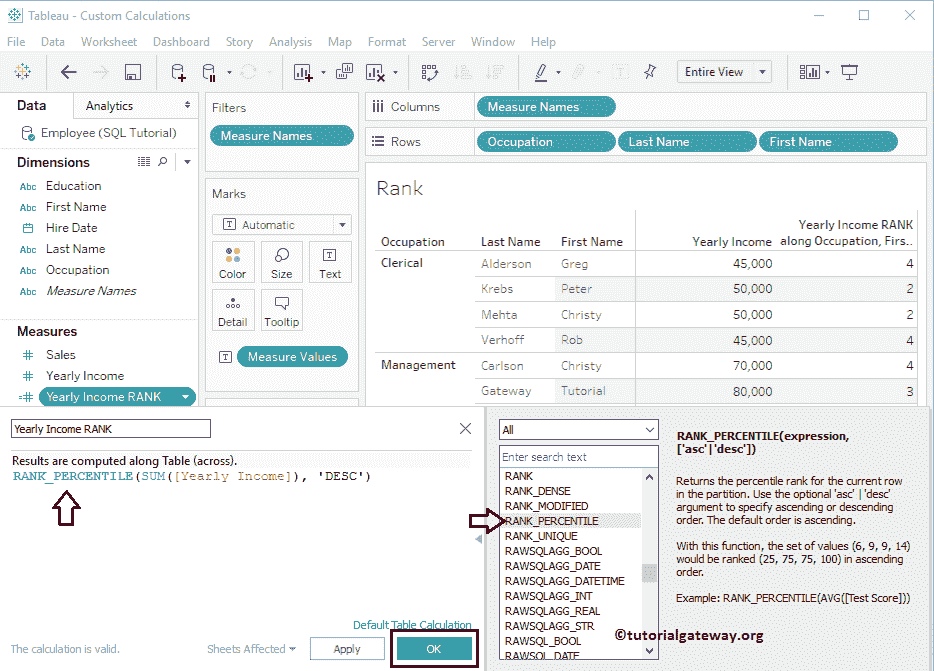 Tableau - Custom Calculations
File Data Worksheet Dashboard Story Analysis Map Format Server Window Help
Entire View
Data Analytics
Employee (SQL Tutorial)
Dimensions
Abc Education
Abc First Name
Hire Date
Abc Last Name
Abc Occupation
Abc Measure Names
Measures
# Sales
# Yearly Income
=# Yearly Income RANK
Filters
Measure Names
Marks
T Automatic
Color Size T Text
Detail Tooltip
T Measure Values
Columns Measure Names
Rows Occupation Last Name First Name
Rank
Yearly Income RANK
Occupation Last Name First Name Yearly Income along Occupation, Firs..
Clerical Alderson Greg 45,000 4
Krebs Peter 50,000 2
Mehta Christy 50,000 2
Verhoff Rob 45,000 4
Management Carlson Christy 70,000 4
Gateway Tutorial 80,000 3
Yearly Income RANK
Results are computed along Table (across).
RANK_PERCENTILE(SUM([Yearly Income]), 'DESC')
Default Table Calculation
The calculation is valid. Sheets Affected Apply OK
All
Enter search text
RANK
RANK_DENSE
RANK_MODIFIED
RANK_PERCENTILE
RANK_UNIQUE
RAWSQLAGG_BOOL
RAWSQLAGG_DATE
RAWSQLAGG_DATETIME
RAWSQLAGG_INT
RAWSQLAGG_REAL
RAWSQLAGG_STR
RAWSQL_BOOL
RAWSQL_DATE
RANK_PERCENTILE(expression,
['asc'|'desc'])
Returns the percentile rank for the current row
in the partition. Use the optional 'asc' | 'desc'
argument to specify ascending or descending
order. The default order is ascending.
With this function, the set of values (6, 9, 9, 14)
would be ranked (25, 75, 75, 100) in ascending
order.
Example: RANK_PERCENTILE(AVG([Test Score]))
©tutorialgateway.org